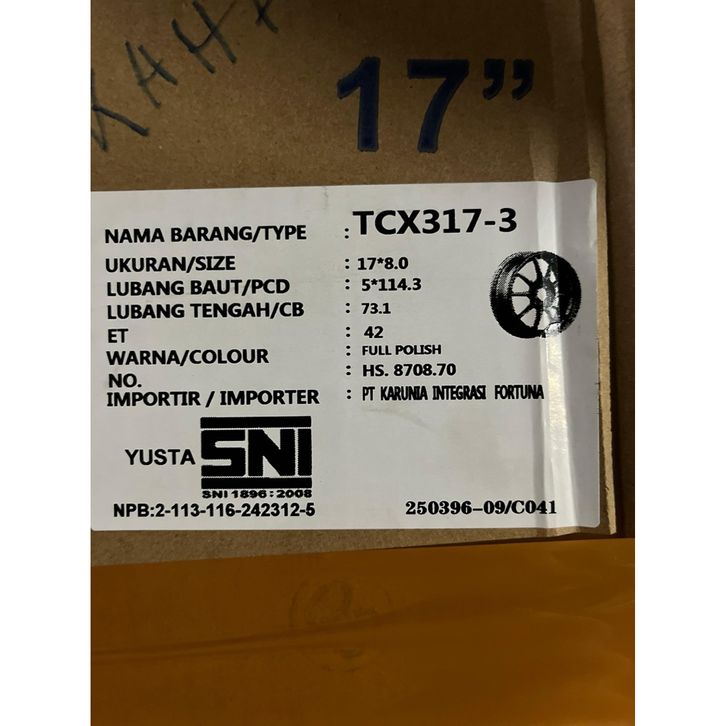 17”
NAMA BARANG/TYPE : TCX317-3
UKURAN/SIZE : 17*8.0
LUBANG BAUT/PCD : 5*114.3
LUBANG TENGAH/CB : 73.1
ET : 42
WARNA/COLOUR : FULL POLISH
NO. : HS. 8708.70
IMPORTIR / IMPORTER : PT KARUNIA INTEGRASI FORTUNA
YUSTA SNI
SNI 1896:2008
NPB:2-113-116-242312-5 250396-09/C041